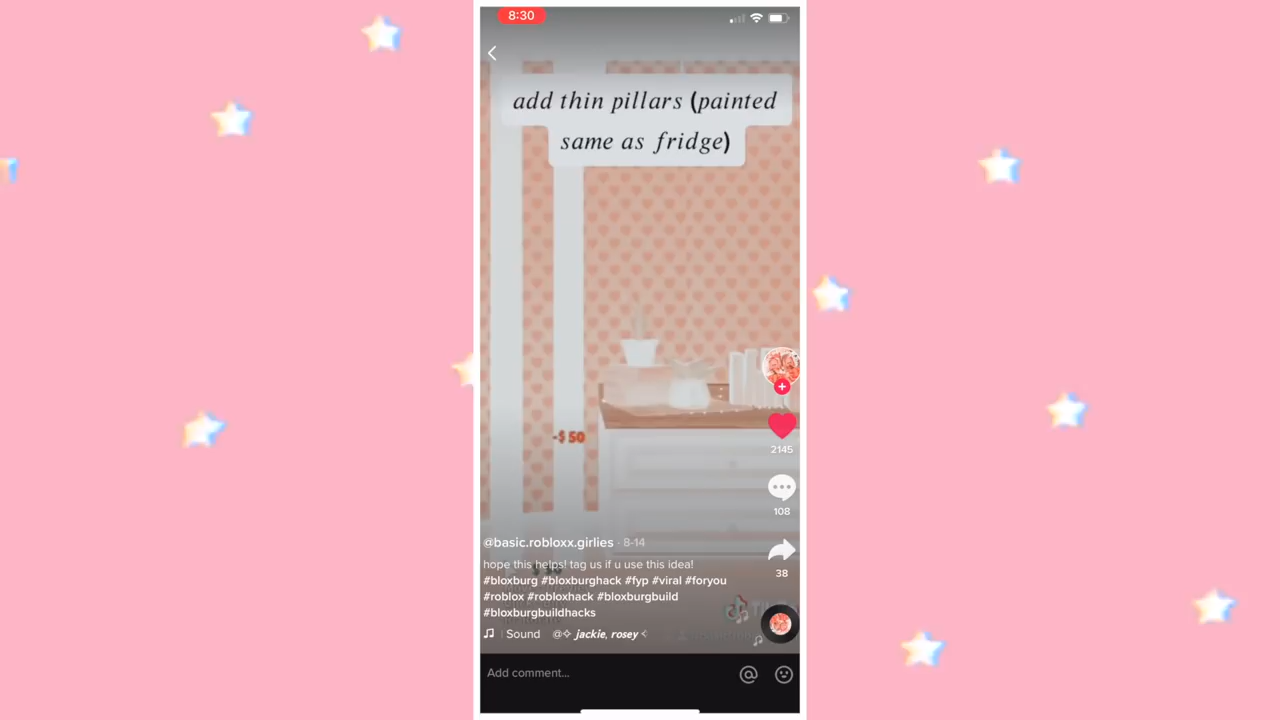 8:30
add thin pillars (painted
same as fridge)
-$50
2145
108
38
@basic.robloxx.girlies · 8-14
hope this helps! tag us if u use this idea!
#bloxburg #bloxburghack #fyp #viral #foryou
#roblox #robloxhack #bloxburgbuild
#bloxburgbuildhacks
Sound @✧ jackie, rosey <
Add comment...